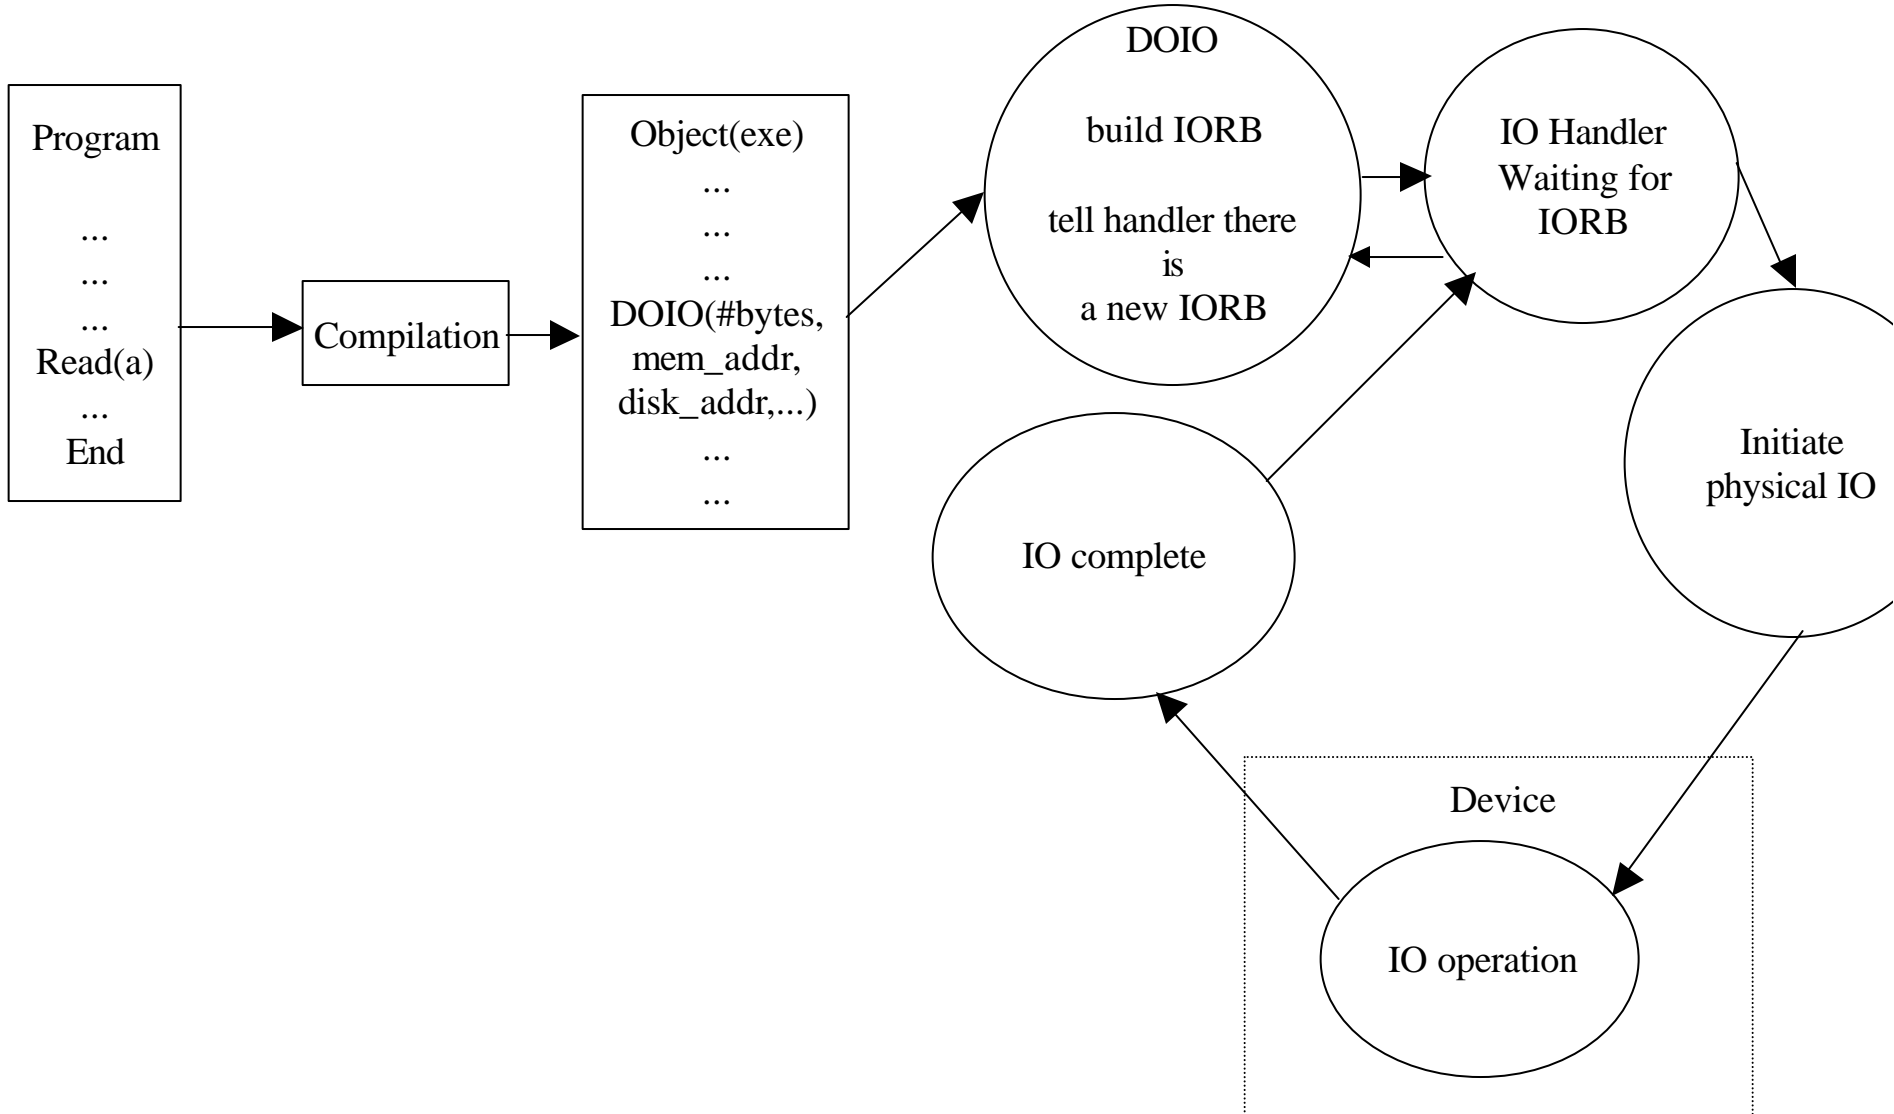 Program
...
...
...
Read(a)
...
End
Compilation
Object(exe)
...
...
...
DOIO(#bytes,
mem_addr,
disk_addr,...)
...
...
DOIO
build IORB
tell handler there
is
a new IORB
IO Handler
Waiting for
IORB
Initiate
physical IO
IO complete
Device
IO operation